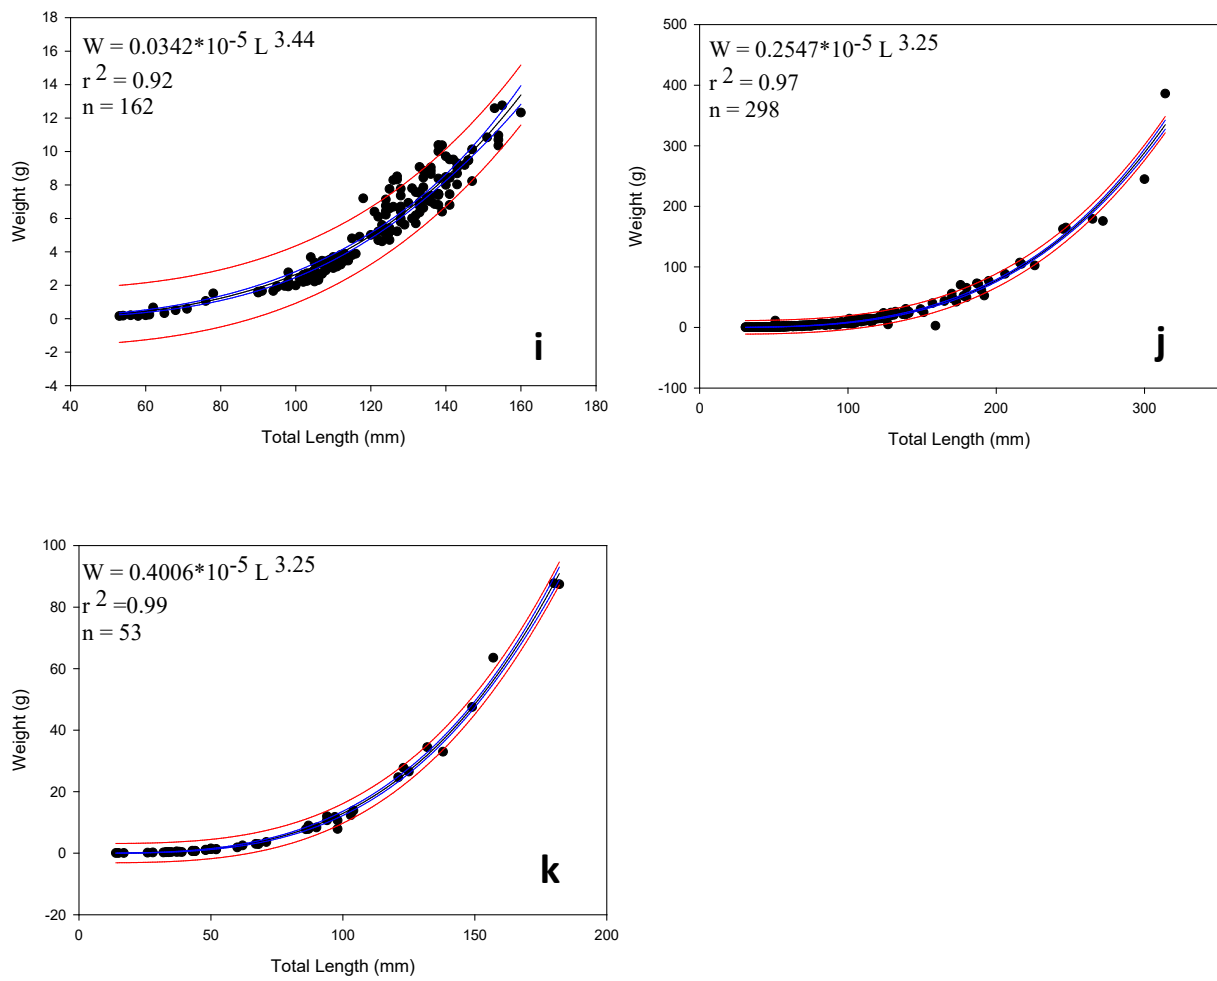 W = 0.0342*10-5 L 3.44
r 2 = 0.92
n = 162
18
16
14
12
10
8
6
4
2
0
-2
-4
Weight (g)
40 60 80 100 120 140 160 180
Total Length (mm)
i
W = 0.2547*10-5 L 3.25
r 2 = 0.97
n = 298
500
400
300
200
100
0
-100
Weight (g)
0 100 200 300
Total Length (mm)
j
W = 0.4006*10-5 L 3.25
r 2 =0.99
n = 53
100
80
60
40
20
0
-20
Weight (g)
0 50 100 150 200
Total Length (mm)
k